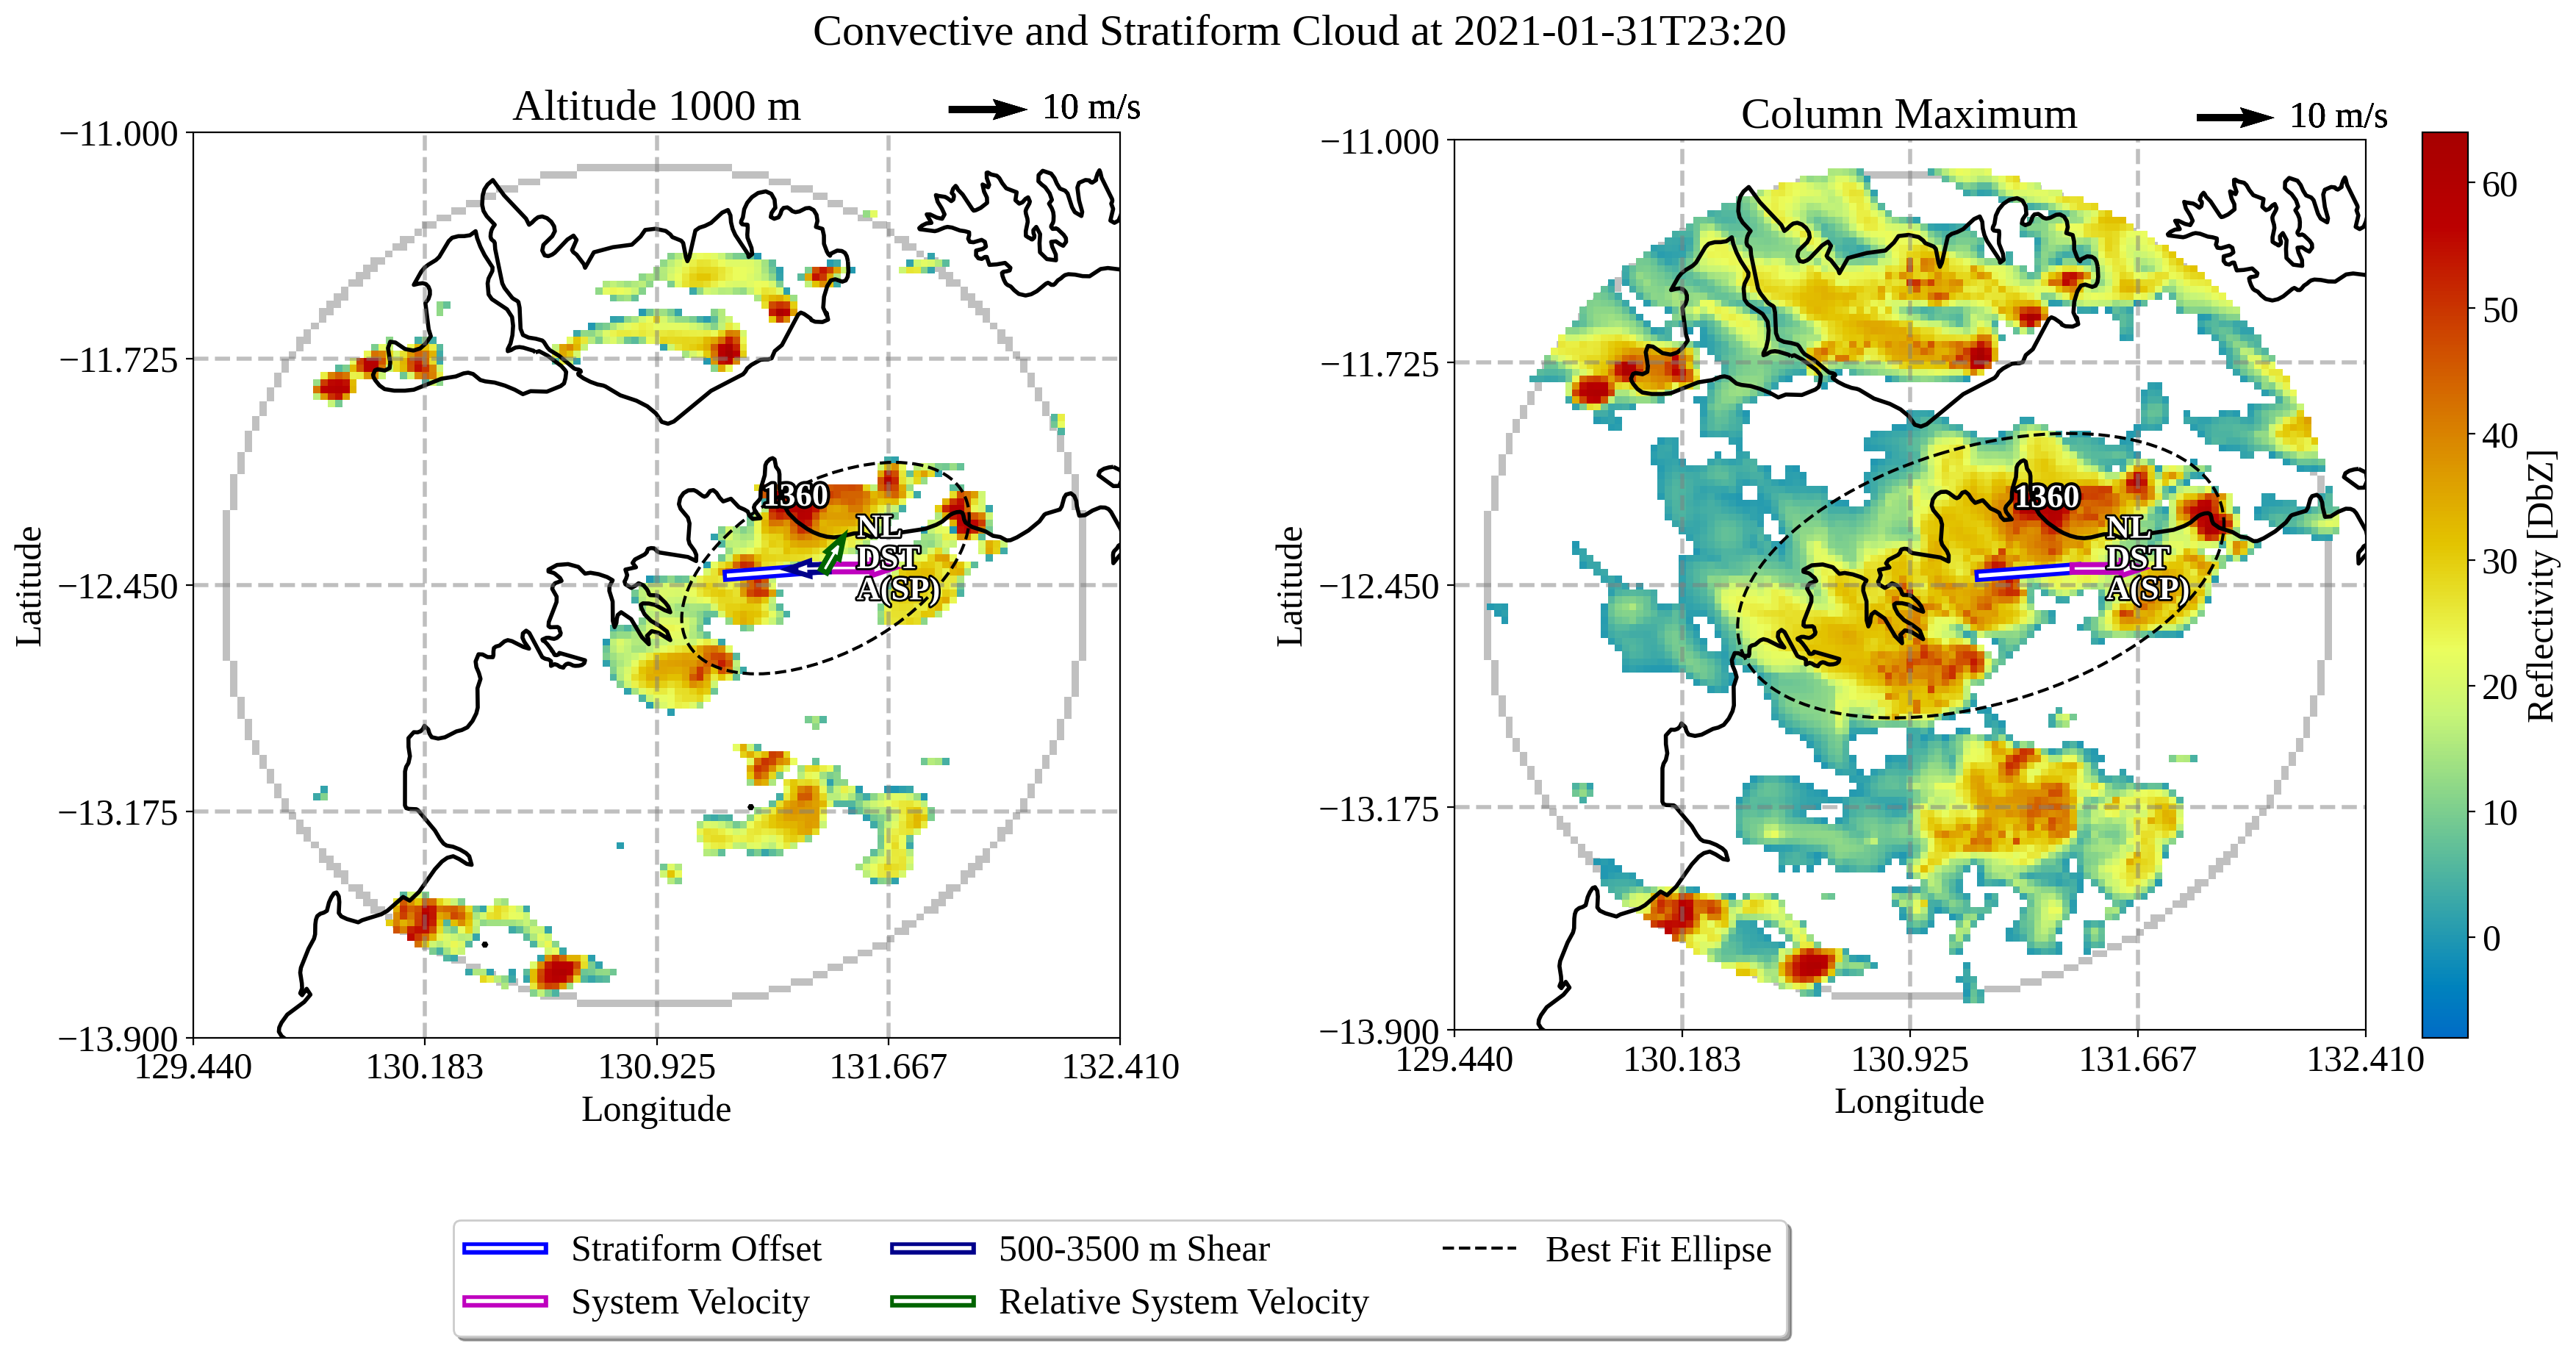 Convective and Stratiform Cloud at 2021-01-31T23:20
Altitude 1000 m
10 m/s
−11.000
−11.725
−12.450
−13.175
−13.900
129.440
130.183
130.925
131.667
132.410
Latitude
Longitude
1360
NL
DST
A(SP)
Column Maximum
10 m/s
−11.000
−11.725
−12.450
−13.175
−13.900
129.440
130.183
130.925
131.667
132.410
Latitude
Longitude
1360
NL
DST
A(SP)
60
50
40
30
20
10
0
Reflectivity [DbZ]
Stratiform Offset
System Velocity
500-3500 m Shear
Relative System Velocity
Best Fit Ellipse